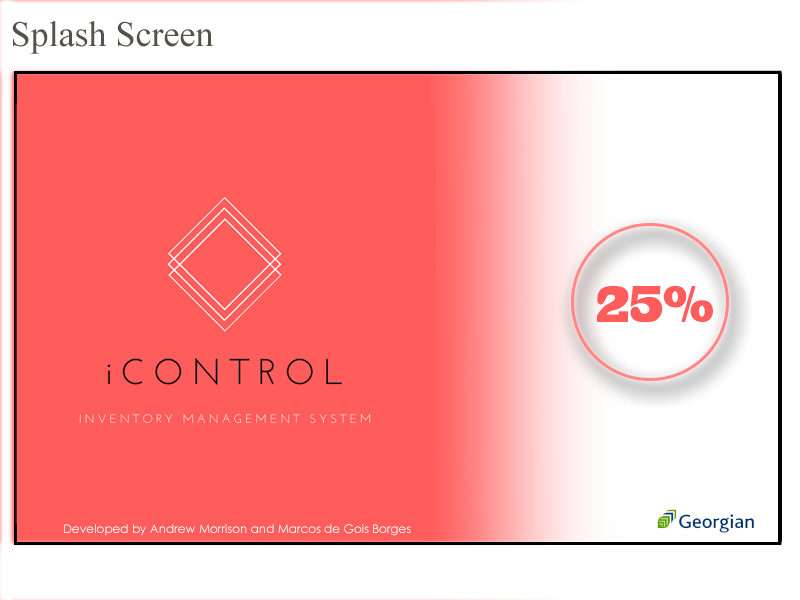 Splash Screen
25%
iCONTROL
INVENTORY MANAGEMENT SYSTEM
Developed by Andrew Morrison and Marcos de Gois Borges
Georgian